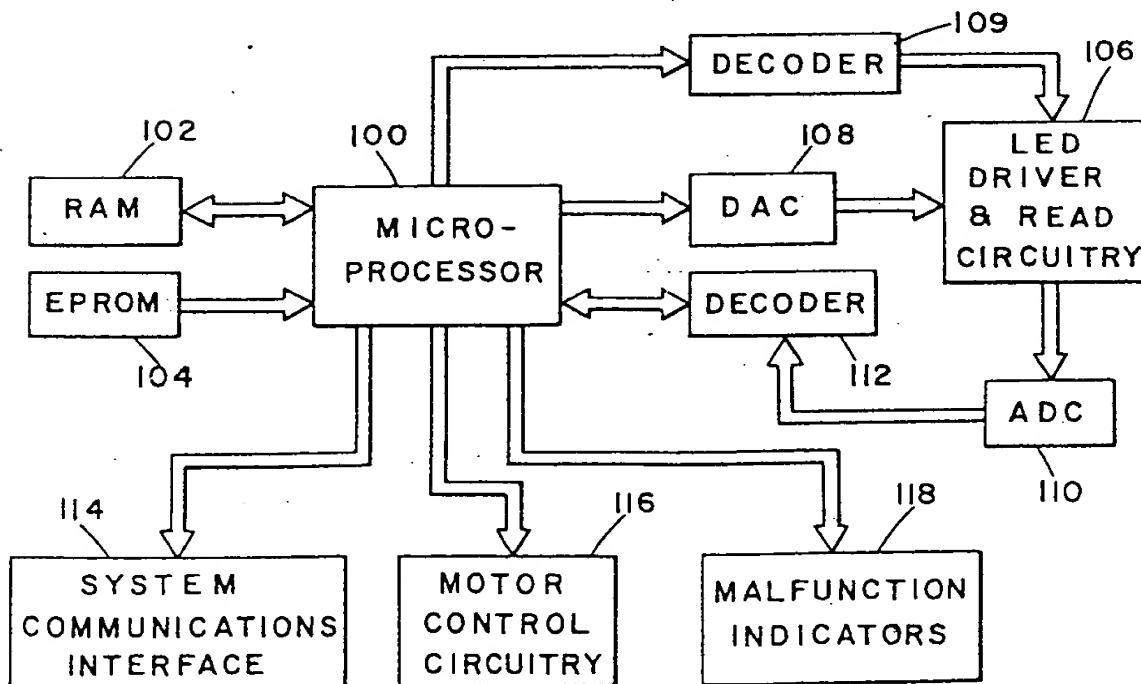 109
DECODER
106
102
100
108
LED
DRIVER
& READ
CIRCUITRY
RAM
MICRO-
PROCESSOR
DAC
EPROM
DECODER
104
112
ADC
110
114
116
118
SYSTEM
COMMUNICATIONS
INTERFACE
MOTOR
CONTROL
CIRCUITRY
MALFUNCTION
INDICATORS